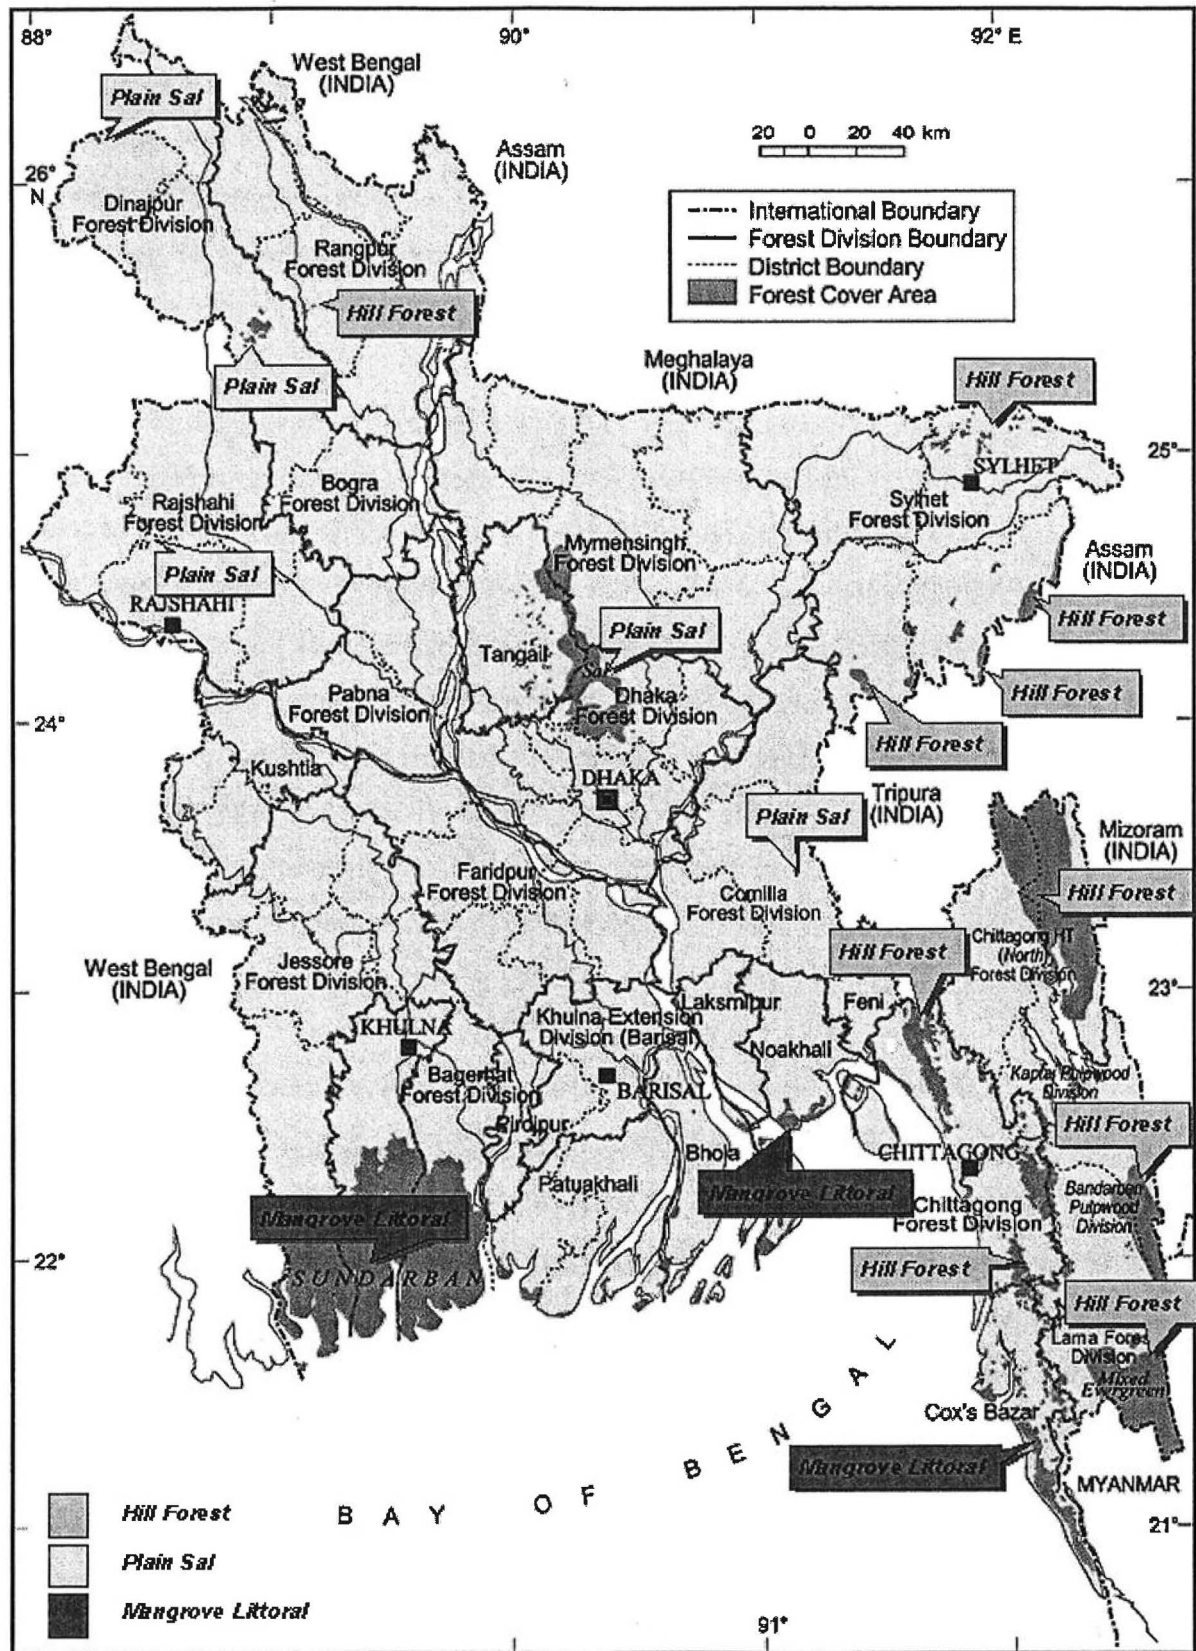 88°
90°
92° E
West Bengal
(INDIA)
Plain Sal
Assam
(INDIA)
20 0 20 40 km
26°
N
Dinajpur
Forest Division
Rangpur
Forest Division
International Boundary
Forest Division Boundary
District Boundary
Forest Cover Area
Hill Forest
Plain Sal
Meghalaya
(INDIA)
Hill Forest
25°
SYLHET
Sylhet
Forest Division
Bogra
Forest Division
Rajshahi
Forest Division
Plain Sal
RAJSHAHI
Mymensingh
Forest Division
Assam
(INDIA)
Hill Forest
Plain Sal
Tangail
Sal
Hill Forest
Pabna
Forest Division
Dhaka
Forest Division
24°
Hill Forest
Kushtia
DHAKA
Tripura
(INDIA)
Plain Sal
Mizoram
(INDIA)
Faridpur
Forest Division
Comilla
Forest Division
Hill Forest
Hill Forest
Chittagong HT
(North)
Forest Division
West Bengal
(INDIA)
Jessore
Forest Division
23°
Laksmipur
Feni
KHULNA
Khulna Extension
Division (Barisal)
Noakhali
Bagerhat
Forest Division
BARISAL
Kaptai Pulpwood
Division
Pirojpur
Hill Forest
Bhola
CHITTAGONG
Patuakhali
Mangrove Littoral
Mangrove Littoral
Bandarban
Pulpwood
Division
Chittagong
Forest Division
22°
SUNDARBAN
Hill Forest
Hill Forest
Lama Fores
Division
Mixed
Evergreen
Cox's Bazar
Mangrove Littoral
MYANMAR
BAY OF BENGAL
21°
Hill Forest
Plain Sal
Mangrove Littoral
91°